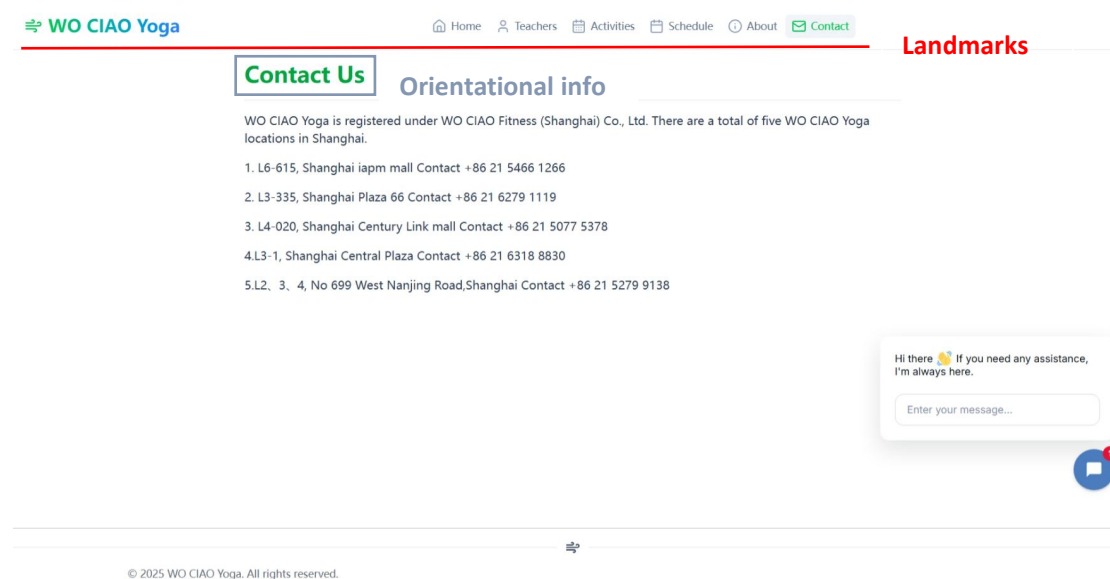 WO CIAO Yoga
Home Teachers Activities Schedule About Contact
Landmarks
Contact Us
Orientational info
WO CIAO Yoga is registered under WO CIAO Fitness (Shanghai) Co., Ltd. There are a total of five WO CIAO Yoga
locations in Shanghai.
1. L6-615, Shanghai iapm mall Contact +86 21 5466 1266
2. L3-335, Shanghai Plaza 66 Contact +86 21 6279 1119
3. L4-020, Shanghai Century Link mall Contact +86 21 5077 5378
4.L3-1, Shanghai Central Plaza Contact +86 21 6318 8830
5.L2、3、4, No 699 West Nanjing Road,Shanghai Contact +86 21 5279 9138
Hi there 👋 If you need any assistance,
I'm always here.
Enter your message...
© 2025 WO CIAO Yoga. All rights reserved.